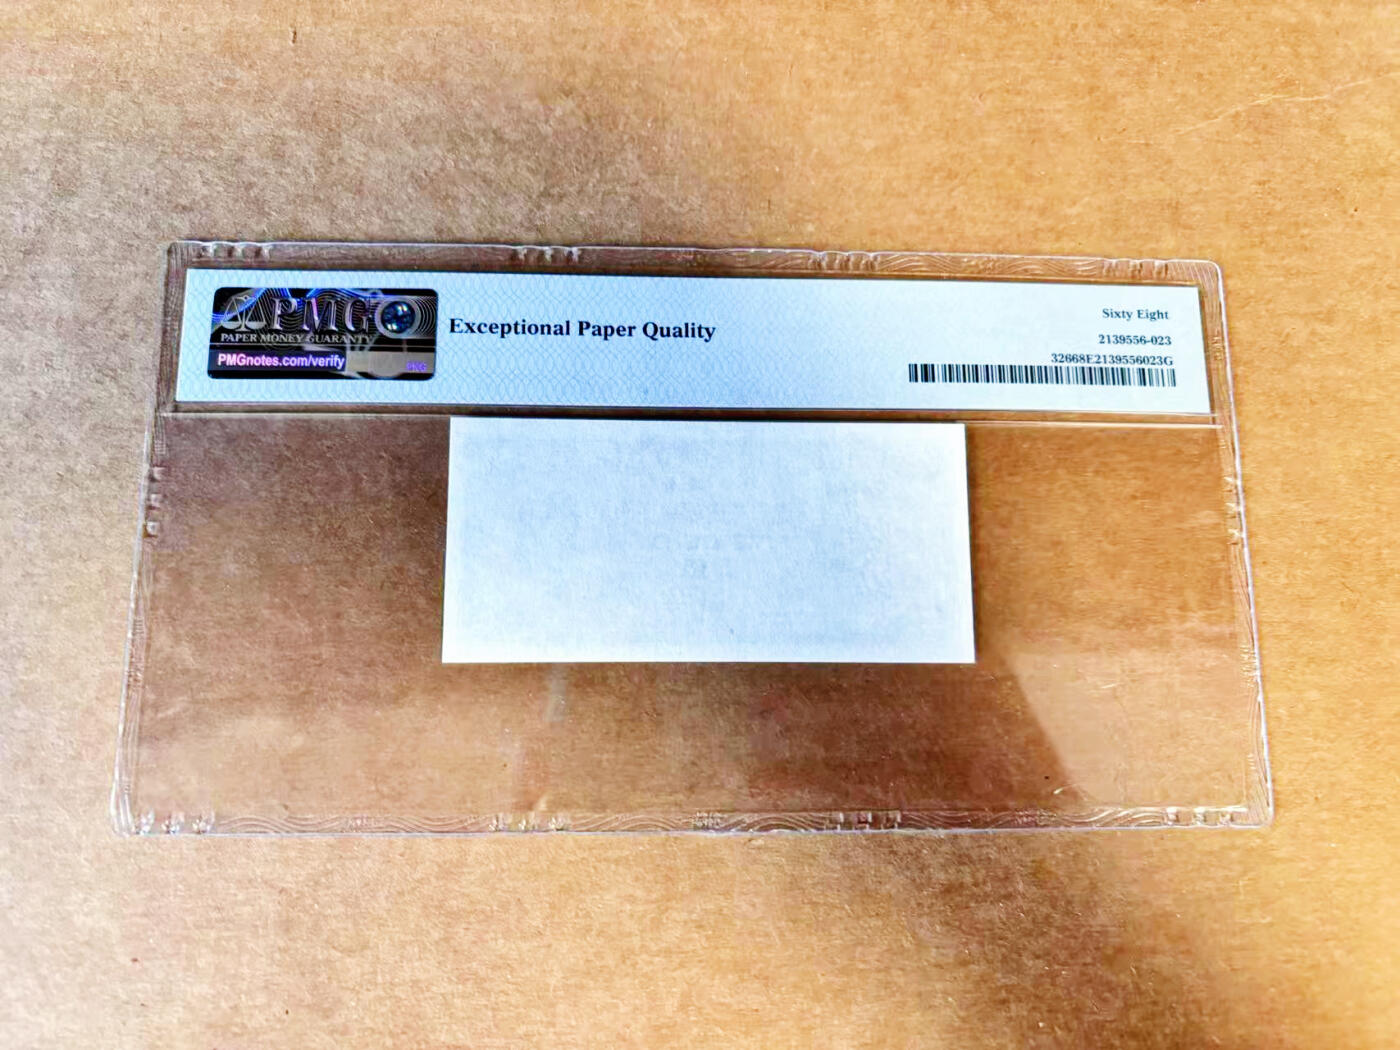 PMG
PAPER MONEY GUARANTY
PMGnotes.com/verify
Exceptional Paper Quality
Sixty Eight
2139556-023
32668E2139556023G